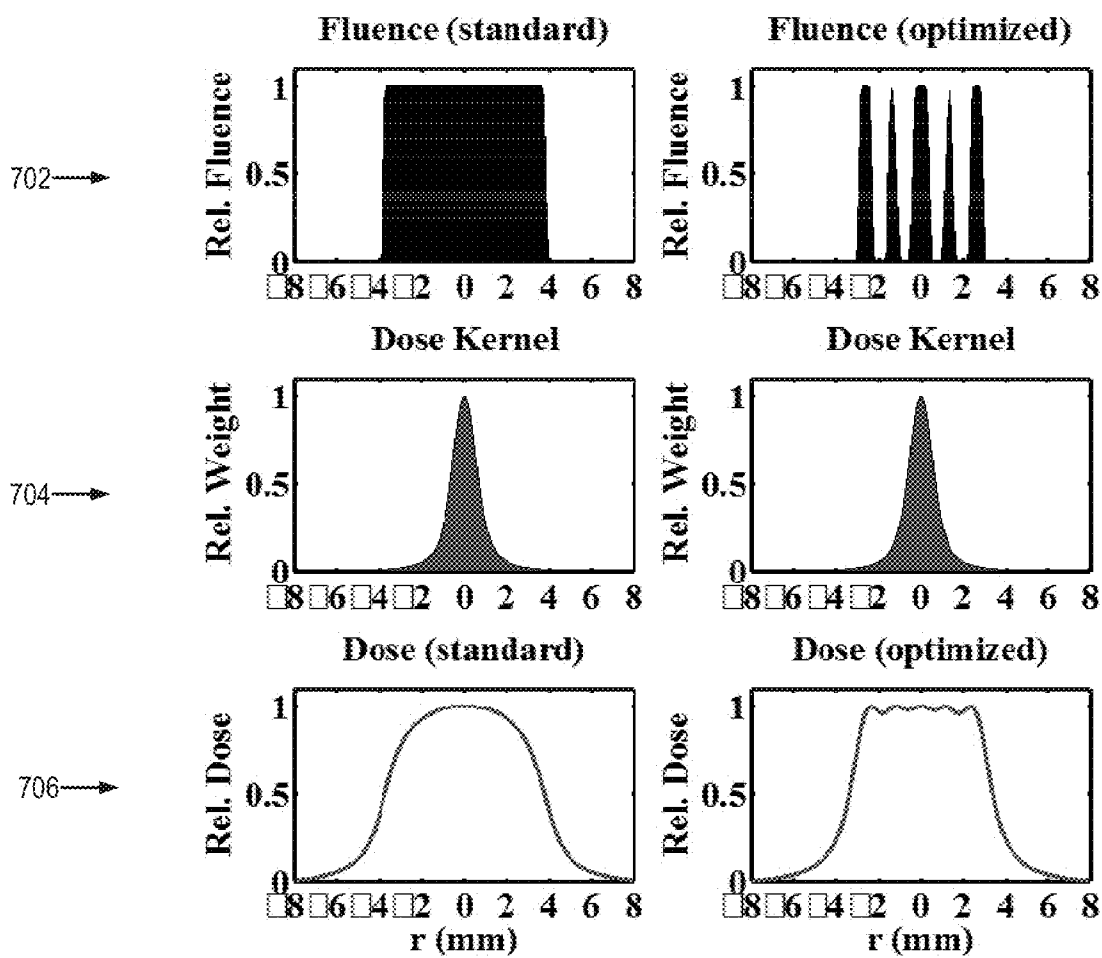 Fluence (standard)
Fluence (optimized)
702
Rel. Fluence
1
0.5
0
□8 □6 □4 □2 0 2 4 6 8
Rel. Fluence
1
0.5
0
□8 □6 □4 □2 0 2 4 6 8
Dose Kernel
Dose Kernel
704
Rel. Weight
1
0.5
0
□8 □6 □4 □2 0 2 4 6 8
Rel. Weight
1
0.5
0
□8 □6 □4 □2 0 2 4 6 8
Dose (standard)
Dose (optimized)
706
Rel. Dose
1
0.5
0
□8 □6 □4 □2 0 2 4 6 8
r (mm)
Rel. Dose
1
0.5
0
□8 □6 □4 □2 0 2 4 6 8
r (mm)